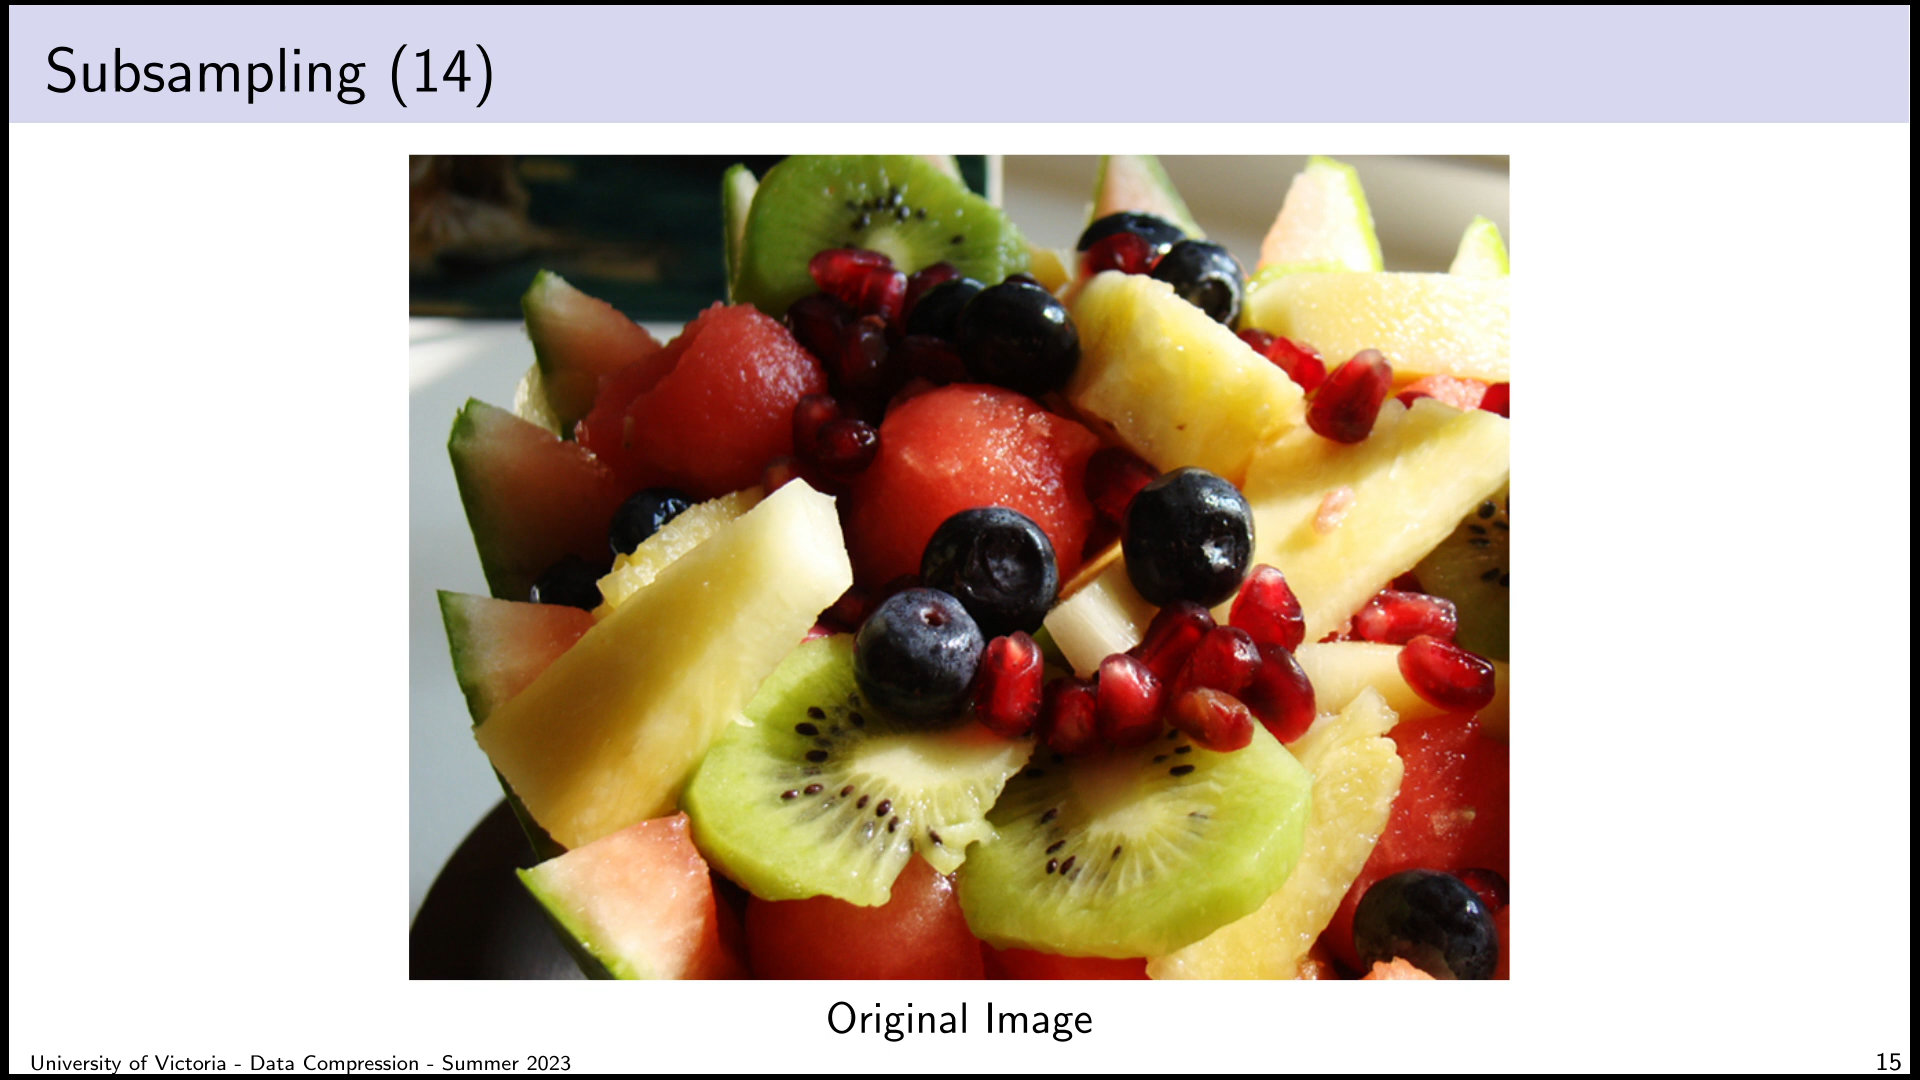 Subsampling (14)
Original Image
University of Victoria - Data Compression - Summer 2023
15